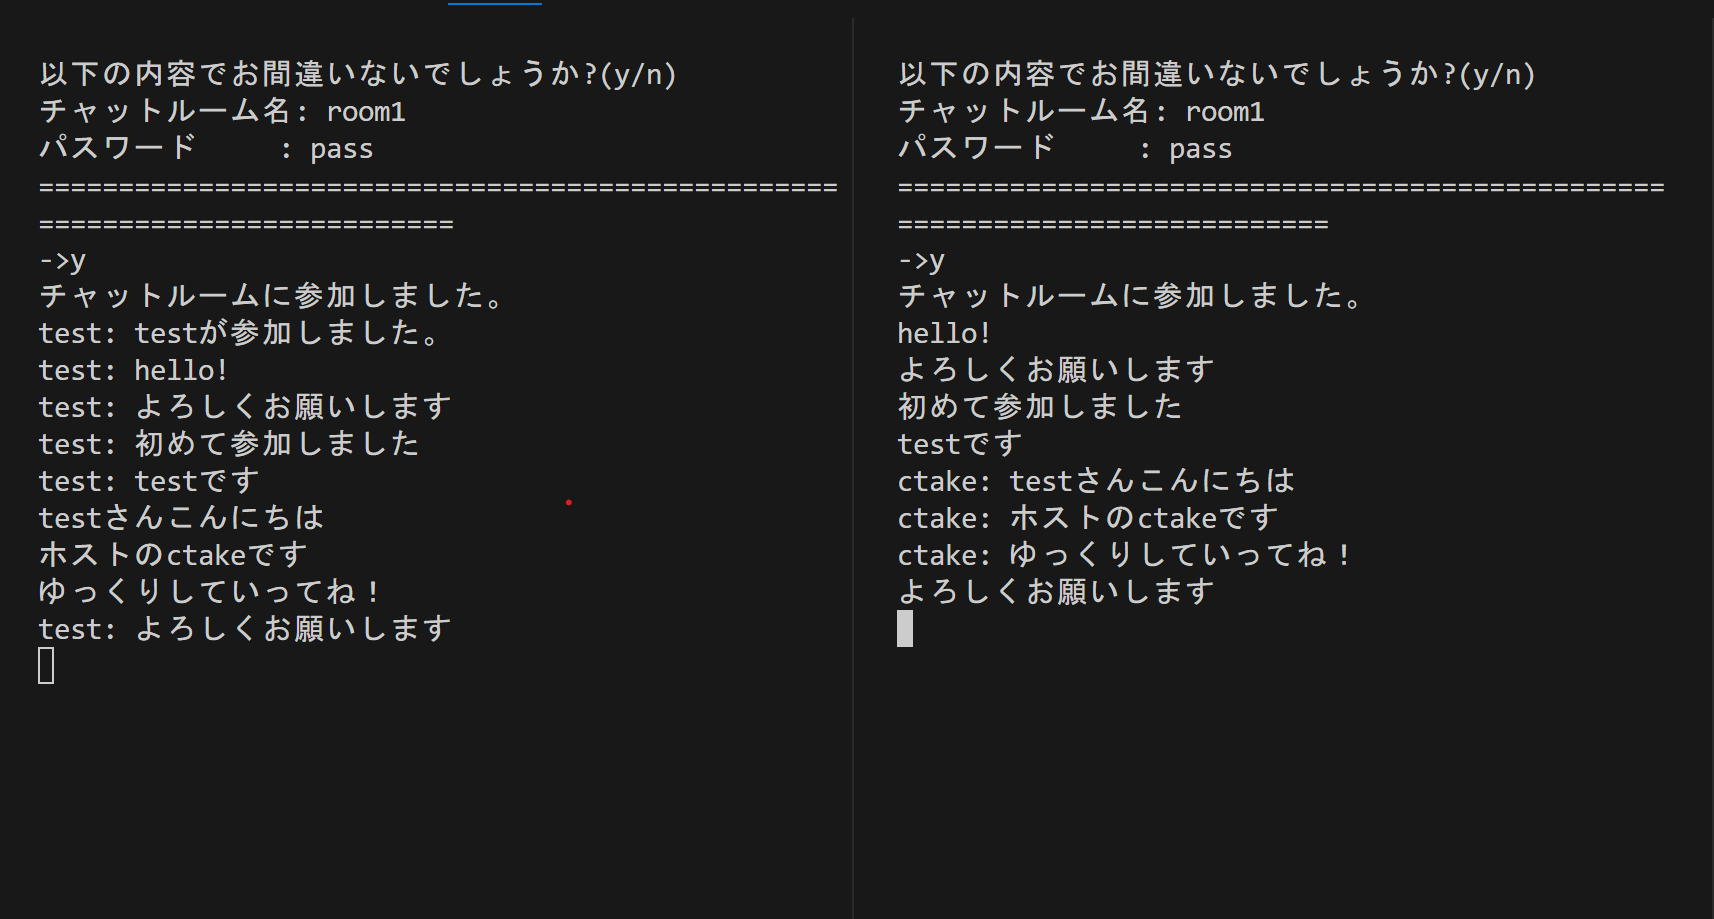 以下の内容でお間違いないでしょうか?(y/n)
チャットルーム名: room1
パスワード     : pass
==================================================
==========================
->y
チャットルームに参加しました。
test: testが参加しました。
test: hello!
test: よろしくお願いします
test: 初めて参加しました
test: testです
testさんこんにちは
ホストのctakeです
ゆっくりしていってね！
test: よろしくお願いします
以下の内容でお間違いないでしょうか?(y/n)
チャットルーム名: room1
パスワード     : pass
================================================
===========================
->y
チャットルームに参加しました。
hello!
よろしくお願いします
初めて参加しました
testです
ctake: testさんこんにちは
ctake: ホストのctakeです
ctake: ゆっくりしていってね！
よろしくお願いします